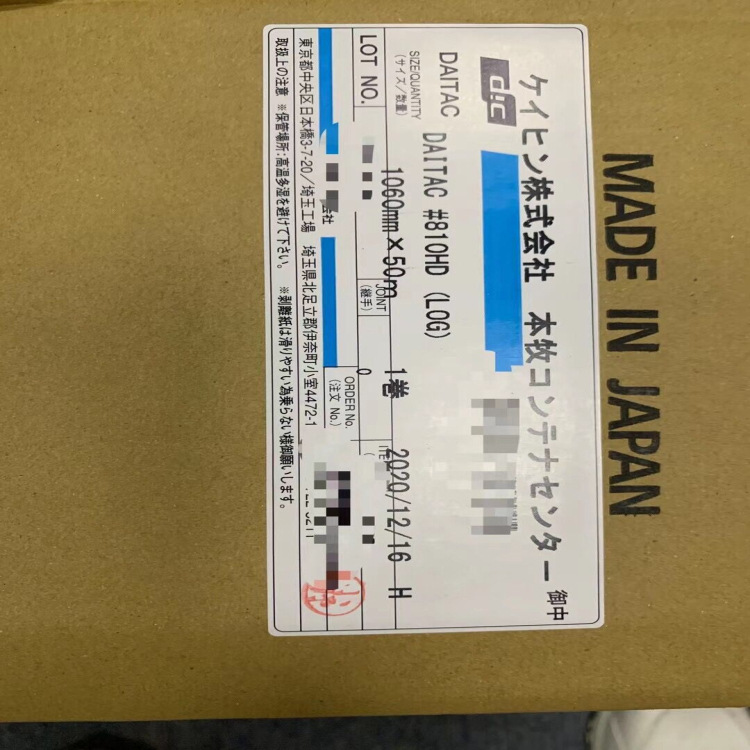 MADE IN JAPAN
ケイヒン株式会社 本牧コンテナセンター 御中
dic
DAITAC DAITAC #810HD (LOG)
SIZE/QUANTITY
(サイズ/数量)
1060mm×50m 1巻 2020/12/16 H
LOT NO.
JOINT
(継手)
0
ORDER No.
(注文 No.)
会社
東京都中央区日本橋3-7-20/埼玉工場 埼玉県北足立郡伊奈町小室4472-1
取扱上の注意 ※保管場所:高温多湿を避けて下さい。 ※剥離紙は滑りやすい為乗らない様御願いします。